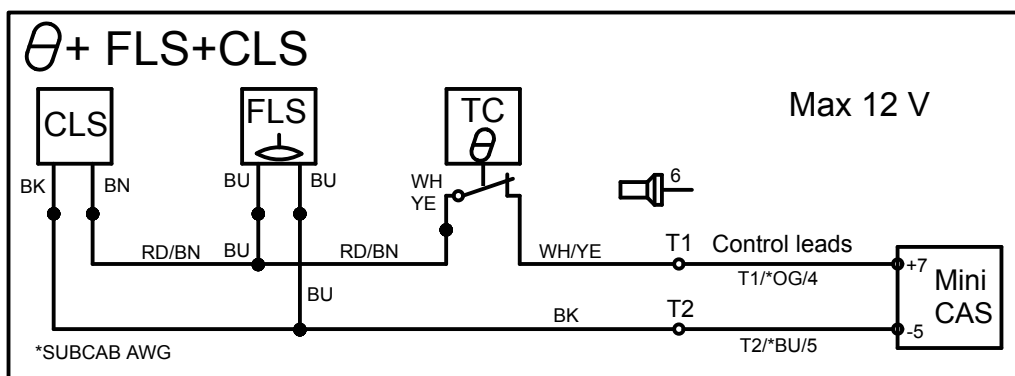 θ+ FLS+CLS
Max 12 V
CLS
FLS
TC
θ
BK
BN
BU
BU
WH
YE
6
RD/BN
BU
RD/BN
WH/YE
T1
Control leads
T1/*OG/4
+7
Mini
CAS
BU
BK
T2
-5
T2/*BU/5
*SUBCAB AWG